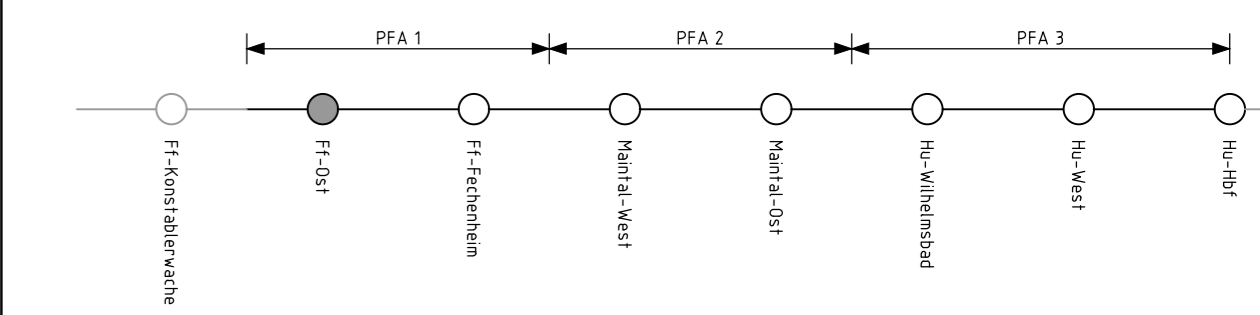 PFA 1
PFA 2
PFA 3
Ff-Konstablerwache
Ff-Ost
Ff-Fechenheim
Maintal-West
Maintal-Ost
Hu-Wilhelmsbad
Hu-West
Hu-Hbf